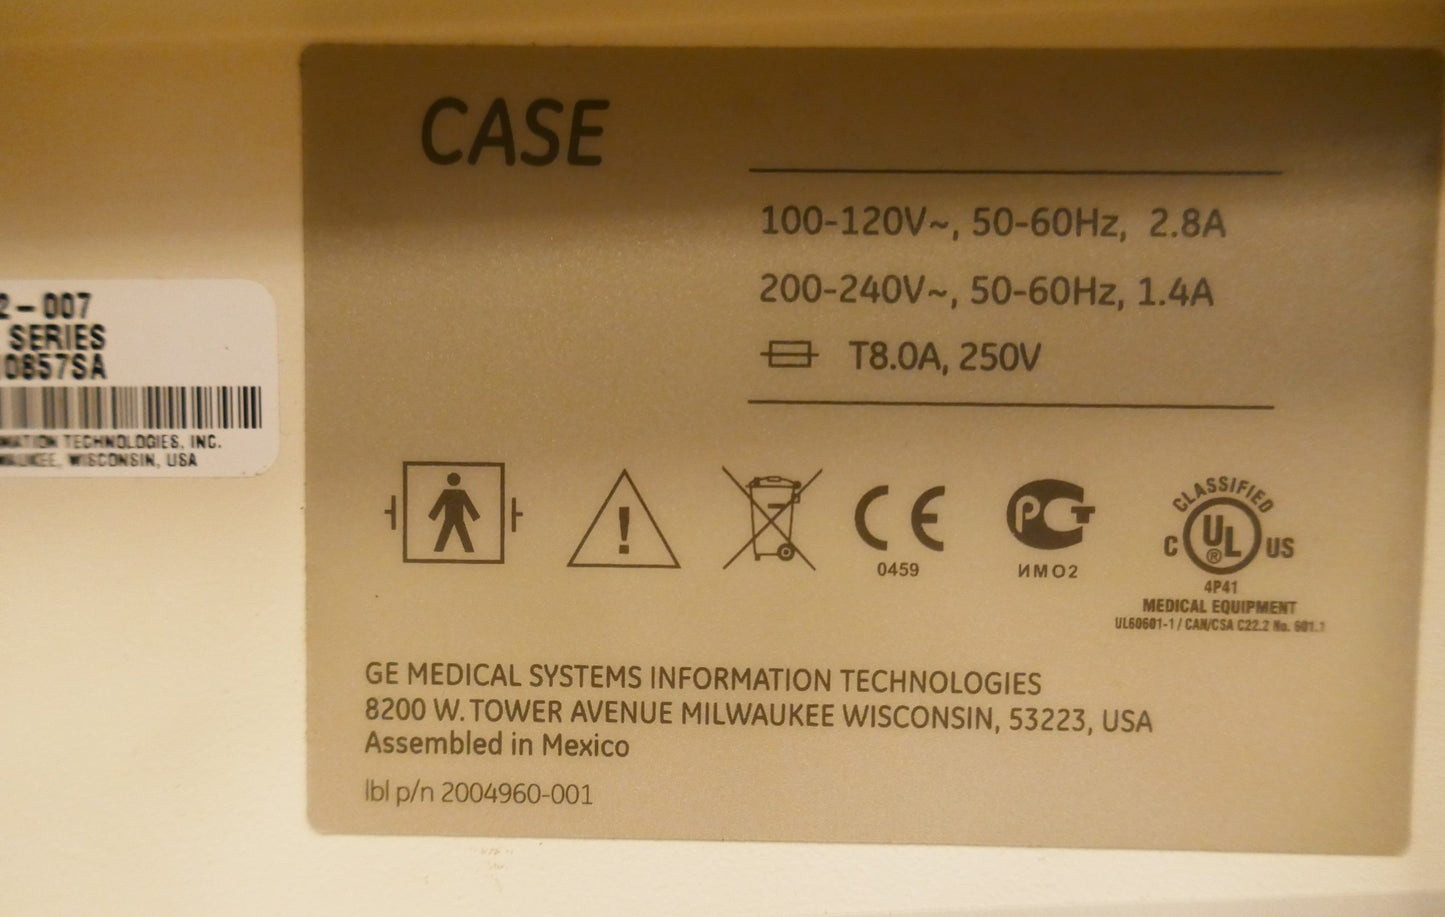 CASE
100-120V~, 50-60Hz, 2.8A
200-240V~, 50-60Hz, 1.4A
T8.0A, 250V
2-007
SERIES
0857SA
MATION TECHNOLOGIES, INC.
WAUKEE, WISCONSIN, USA
CE
0459
PCT
ИМО2
CLASSIFIED
C UL® US
4P41
MEDICAL EQUIPMENT
UL60601-1 / CAN/CSA C22.2 No. 601.1
GE MEDICAL SYSTEMS INFORMATION TECHNOLOGIES
8200 W. TOWER AVENUE MILWAUKEE WISCONSIN, 53223, USA
Assembled in Mexico
lbl p/n 2004960-001